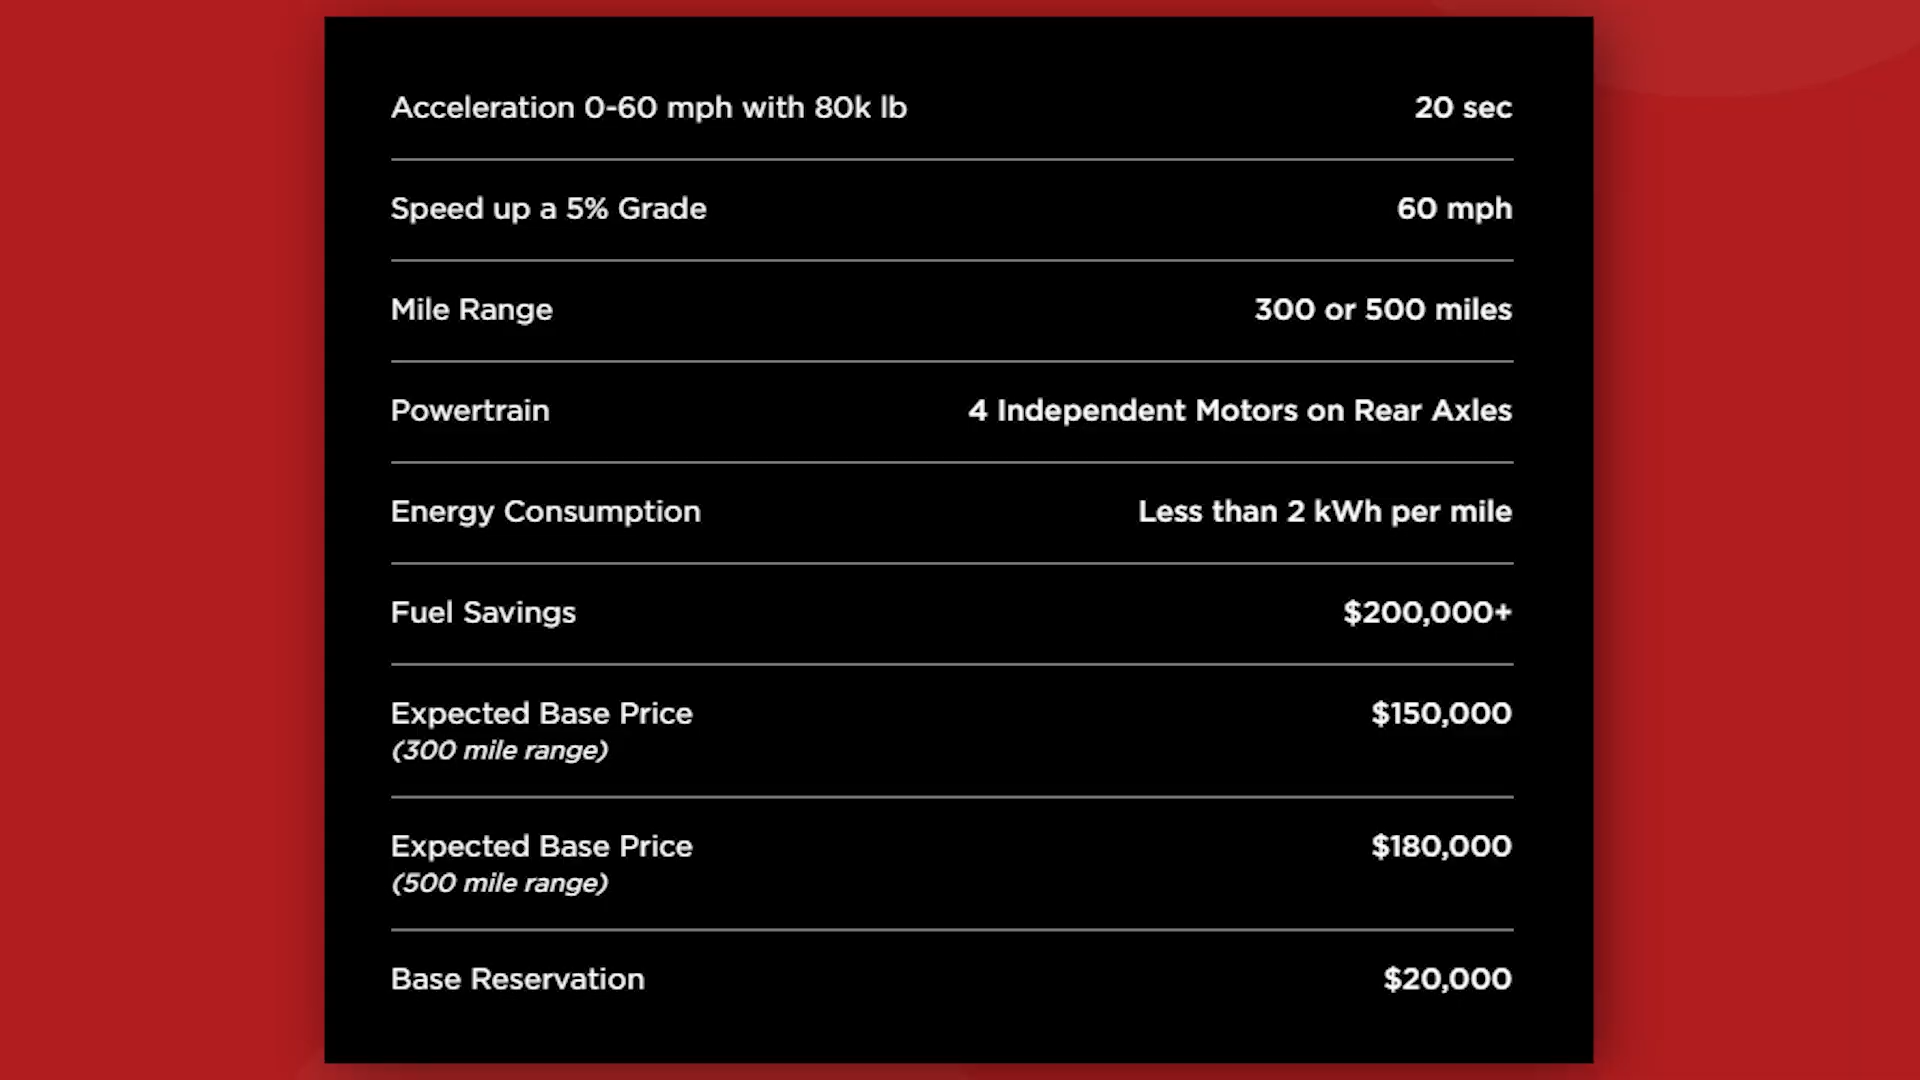 Acceleration 0-60 mph with 80k lb 20 sec
Speed up a 5% Grade 60 mph
Mile Range 300 or 500 miles
Powertrain 4 Independent Motors on Rear Axles
Energy Consumption Less than 2 kWh per mile
Fuel Savings $200,000+
Expected Base Price $150,000
(300 mile range)
Expected Base Price $180,000
(500 mile range)
Base Reservation $20,000